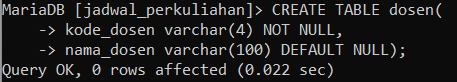 MariaDB [jadwal_perkuliahan]> CREATE TABLE dosen(
    -> kode_dosen varchar(4) NOT NULL,
    -> nama_dosen varchar(100) DEFAULT NULL);
Query OK, 0 rows affected (0.022 sec)